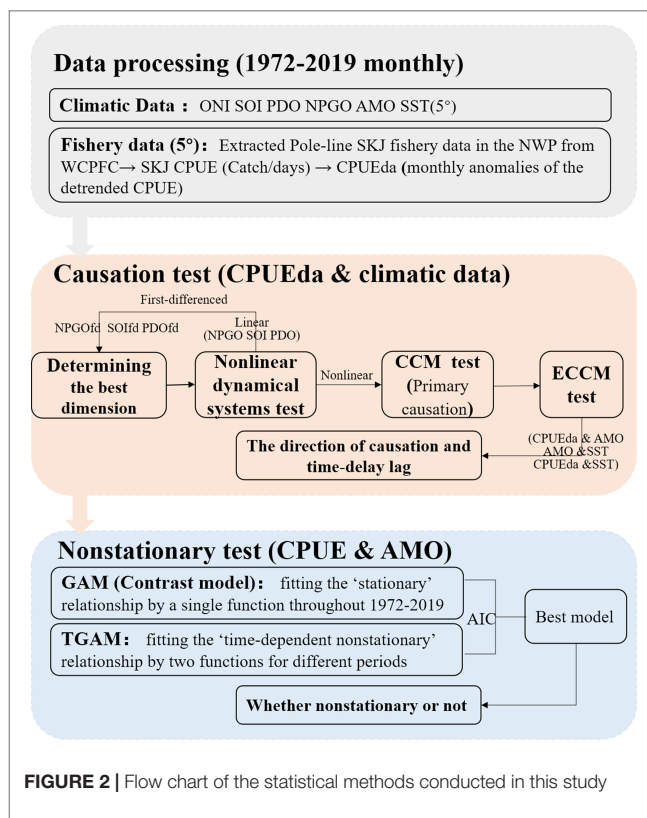 Data processing (1972-2019 monthly)
Climatic Data： ONI SOI PDO NPGO AMO SST(5°)
Fishery data (5°)： Extracted Pole-line SKJ fishery data in the NWP from
WCPFC→ SKJ CPUE (Catch/days) → CPUEda (monthly anomalies of the
detrended CPUE)
Causation test (CPUEda & climatic data)
First-differenced
NPGOfd SOIfd PDOfd
Linear
(NPGO SOI PDO)
Determining
the best
dimension
Nonlinear
dynamical
systems test
Nonlinear
CCM test
(Primary
causation)
ECCM
test
(CPUEda & AMO
AMO &SST
CPUEda &SST)
The direction of causation and
time-delay lag
Nonstationary test (CPUE & AMO)
GAM (Contrast model)： fitting the ‘stationary’
relationship by a single function throughout 1972-2019
TGAM： fitting the ‘time-dependent nonstationary’
relationship by two functions for different periods
AIC
Best model
Whether nonstationary or not
FIGURE 2 | Flow chart of the statistical methods conducted in this study